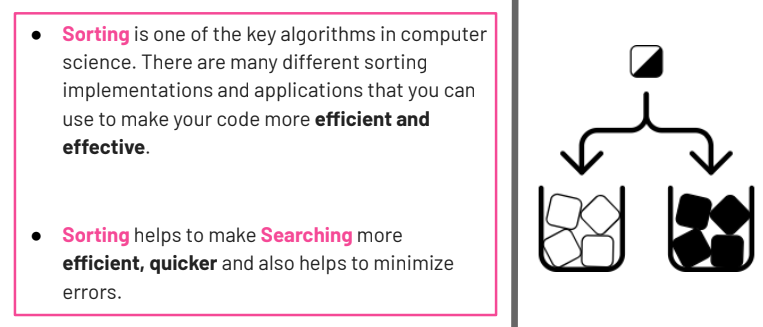 ● Sorting is one of the key algorithms in computer
science. There are many different sorting
implementations and applications that you can
use to make your code more efficient and
effective.
● Sorting helps to make Searching more
efficient, quicker and also helps to minimize
errors.